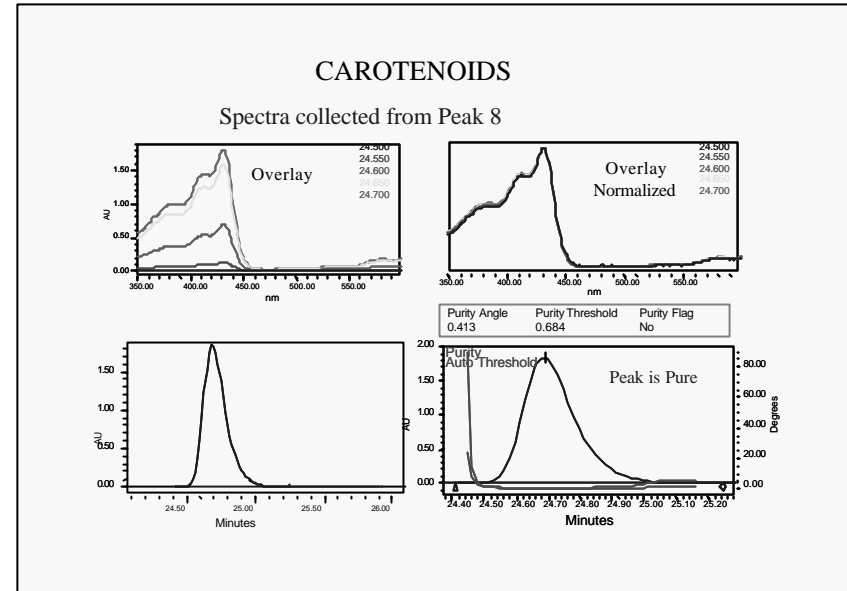 CAROTENOIDS
Spectra collected from Peak 8
24.500
24.550
24.600
24.650
24.700
Overlay
1.50
1.00
0.50
0.00
AU
350.00 400.00 450.00 500.00 550.00
nm
24.500
24.550
24.600
24.650
24.700
Overlay
Normalized
350.00 400.00 450.00 500.00 550.00
nm
Purity Angle Purity Threshold Purity Flag
0.413 0.684 No
1.50
1.00
0.50
0.00
AU
24.50 25.00 25.50 26.00
Minutes
Purity
Auto Threshold
Peak is Pure
2.00
1.50
1.00
0.50
0.00
AU
80.00
60.00
40.00
20.00
0.00
Degrees
24.40 24.50 24.60 24.70 24.80 24.90 25.00 25.10 25.20
Minutes